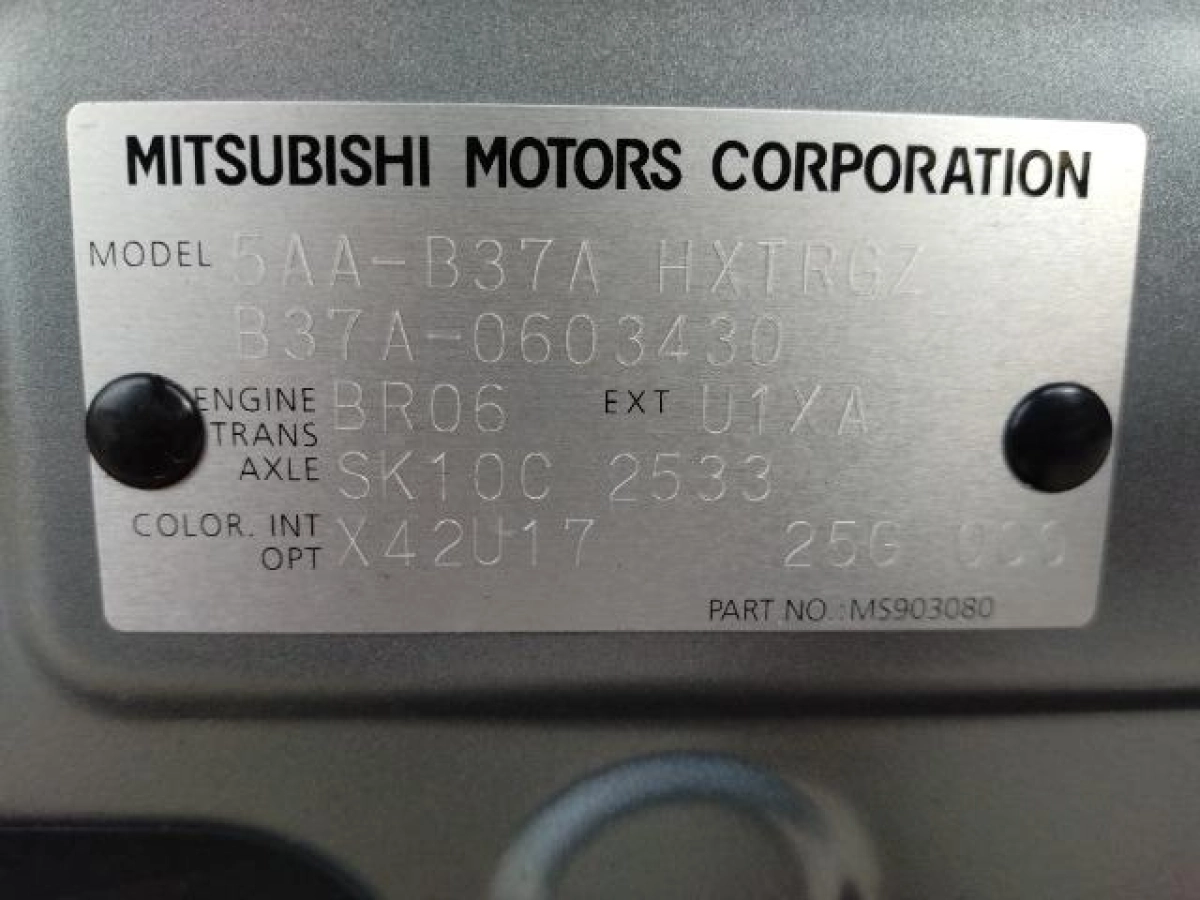 MITSUBISHI MOTORS CORPORATION
MODEL 5AA-B37A HXTRGZ
B37A-0603430
ENGINE BR06 EXT U1XA
TRANS
AXLE SK10C 2533
COLOR. INT
OPT X42U17 25G 000
PART NO.:MS903080